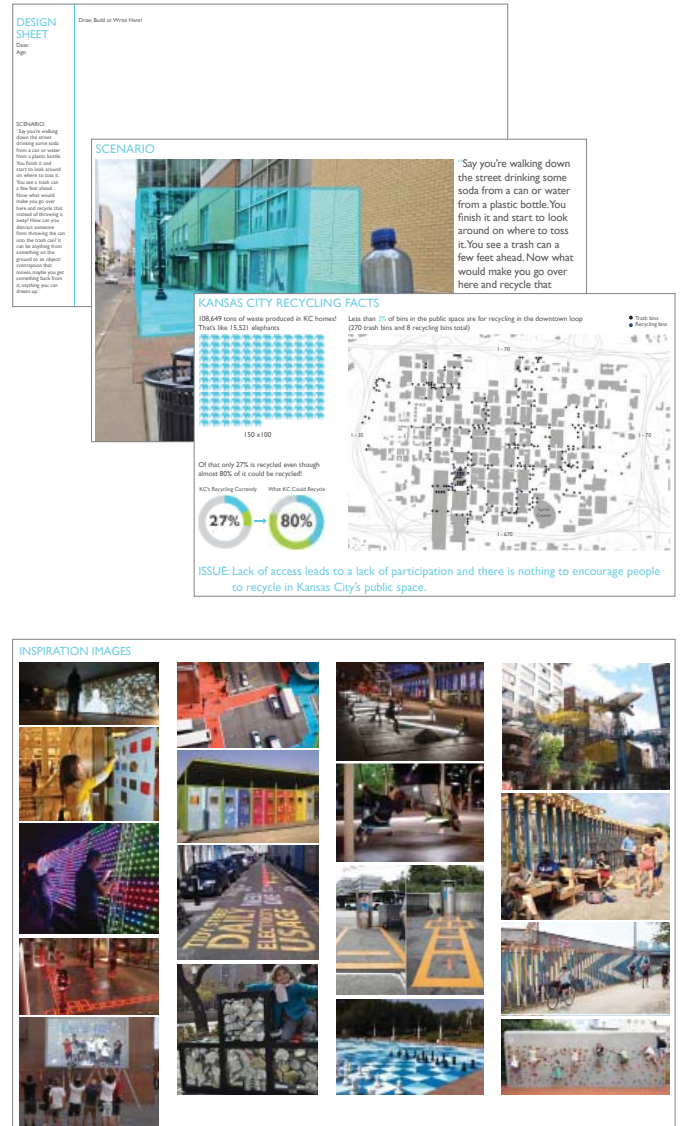 DESIGN
SHEET
Date:
Age:
Draw, Build or Write Here!
SCENARIO:
"Say you're walking
down the street
drinking some soda
from a can or water
from a plastic bottle.
You finish it and
start to look around
on where to toss it.
You see a trash can
a few feet ahead.
Now what would
make you go over
here and recycle that
instead of throwing it
away? How can you
distract someone
from throwing the can
into the trash can? It
can be anything from
something on the
ground to an object/
contraption that
moves, maybe you get
something back from
it; anything you can
dream up."
SCENARIO
"Say you're walking down
the street drinking some
soda from a can or water
from a plastic bottle. You
finish it and start to look
around on where to toss
it. You see a trash can a
few feet ahead. Now what
would make you go over
here and recycle that
KANSAS CITY RECYCLING FACTS
108,649 tons of waste produced in KC homes!
That's like 15,521 elephants
150 x100
Of that only 27% is recycled even though
almost 80% of it could be recycled!
KC's Recycling Currently
What KC Could Recycle
27%
80%
Less than 3% of bins in the public space are for recycling in the downtown loop
(270 trash bins and 8 recycling bins total)
Trash bins
Recycling bins
I - 70
I - 35
I - 70
Sprint
Center
I - 670
ISSUE: Lack of access leads to a lack of participation and there is nothing to encourage people
to recycle in Kansas City's public space.
INSPIRATION IMAGES
DAILY
ELECTRICITY
USAGE